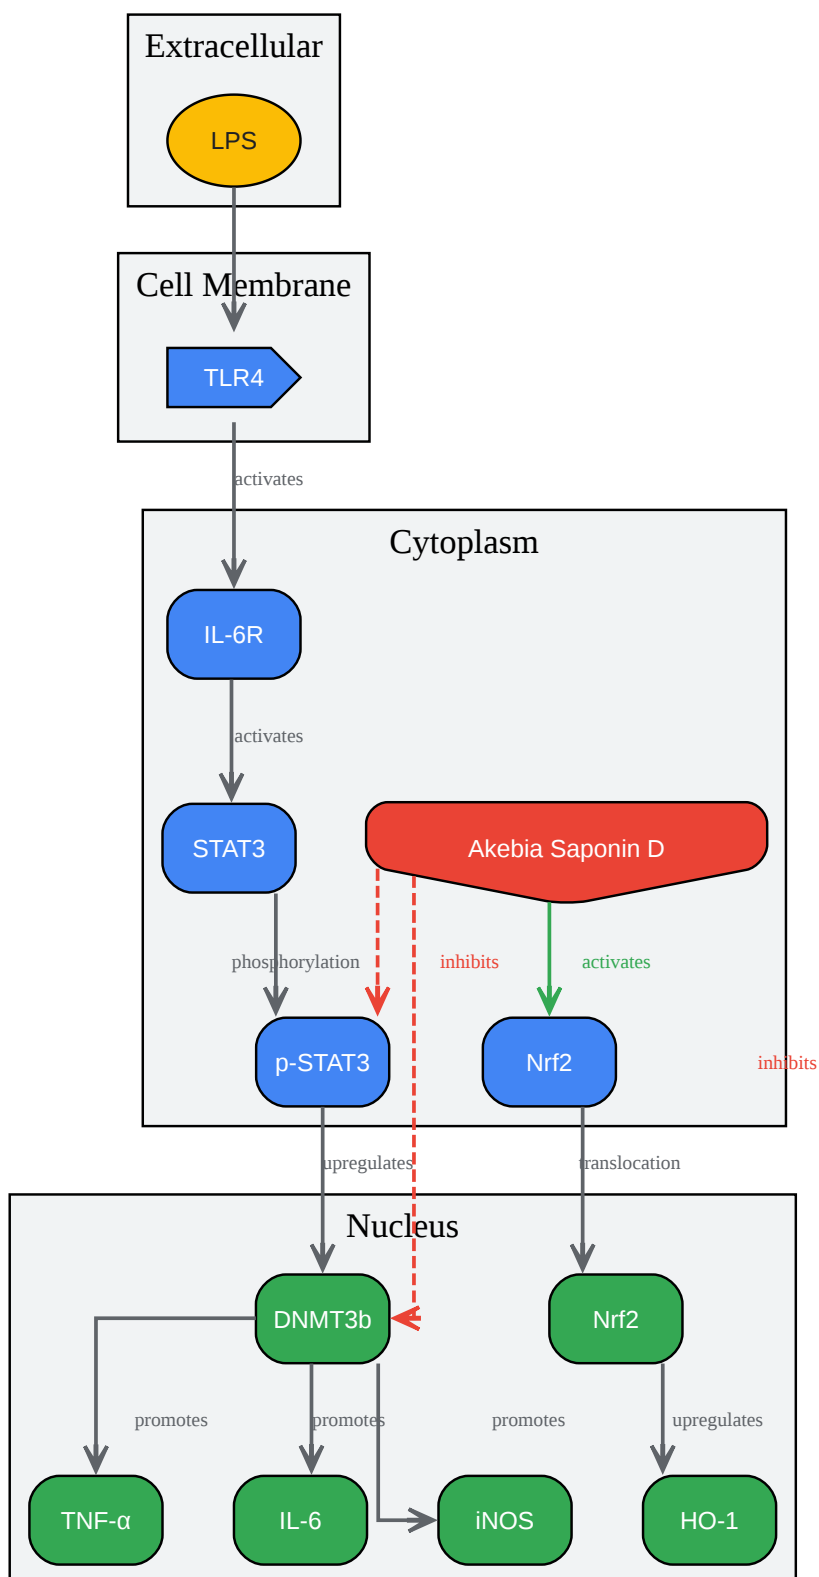 Extracellular
LPS
Cell Membrane
TLR4
activates
Cytoplasm
IL-6R
activates
STAT3
Akebia Saponin D
phosphorylation
inhibits
activates
p-STAT3
Nrf2
inhibits
upregulates
translocation
Nucleus
DNMT3b
Nrf2
promotes
promotes
promotes
upregulates
TNF-α
IL-6
iNOS
HO-1